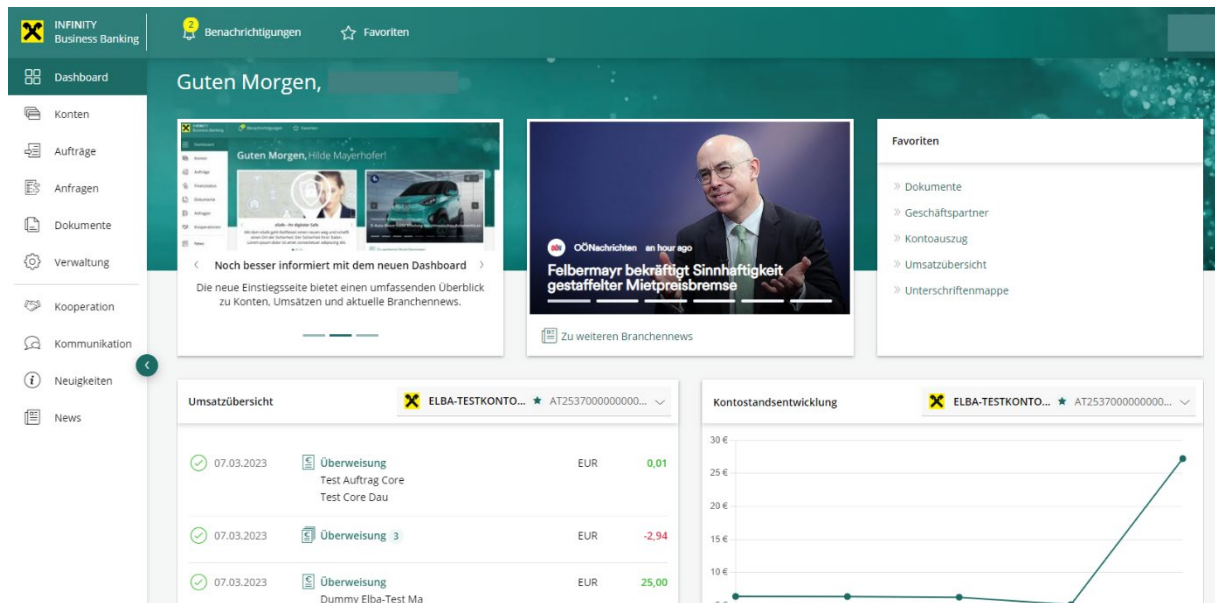 INFINITY
Business Banking
2
Benachrichtigungen
Favoriten
Dashboard
Konten
Aufträge
Anfragen
Dokumente
Verwaltung
Kooperation
Kommunikation
Neuigkeiten
News
Guten Morgen,
Guten Morgen, Hilde Mayerhofer!
Noch besser informiert mit dem neuen Dashboard
Die neue Einstiegsseite bietet einen umfassenden Überblick
zu Konten, Umsätzen und aktuelle Branchennews.
OÖNachrichten an hour ago
Felbermayr bekräftigt Sinnhaftigkeit
gestaffelter Mietpreisbremse
Zu weiteren Branchennews
Favoriten
» Dokumente
» Geschäftspartner
» Kontoauszug
» Umsatzübersicht
» Unterschriftenmappe
Umsatzübersicht
ELBA-TESTKONTO... ★ AT2537000000000...
07.03.2023 Überweisung EUR 0,01
Test Auftrag Core
Test Core Dau
07.03.2023 Überweisung 3 EUR -2,94
07.03.2023 Überweisung EUR 25,00
Dummy Elba-Test Ma
Kontostandsentwicklung
ELBA-TESTKONTO... ★ AT2537000000000...
30 €
25 €
20 €
15 €
10 €